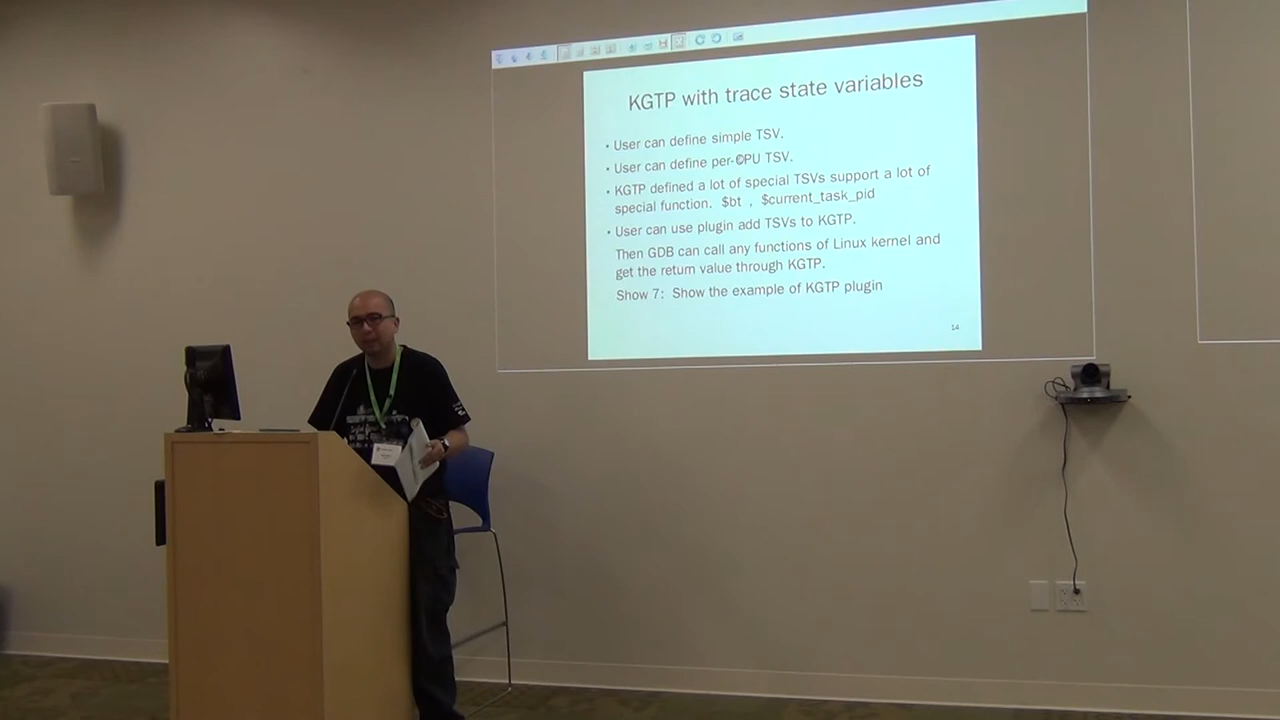 KGTP with trace state variables
• User can define simple TSV.
• User can define per-CPU TSV.
• KGTP defined a lot of special TSVs support a lot of
special function. $bt , $current_task_pid
• User can use plugin add TSVs to KGTP.
Then GDB can call any functions of Linux kernel and
get the return value through KGTP.
Show 7: Show the example of KGTP plugin
14